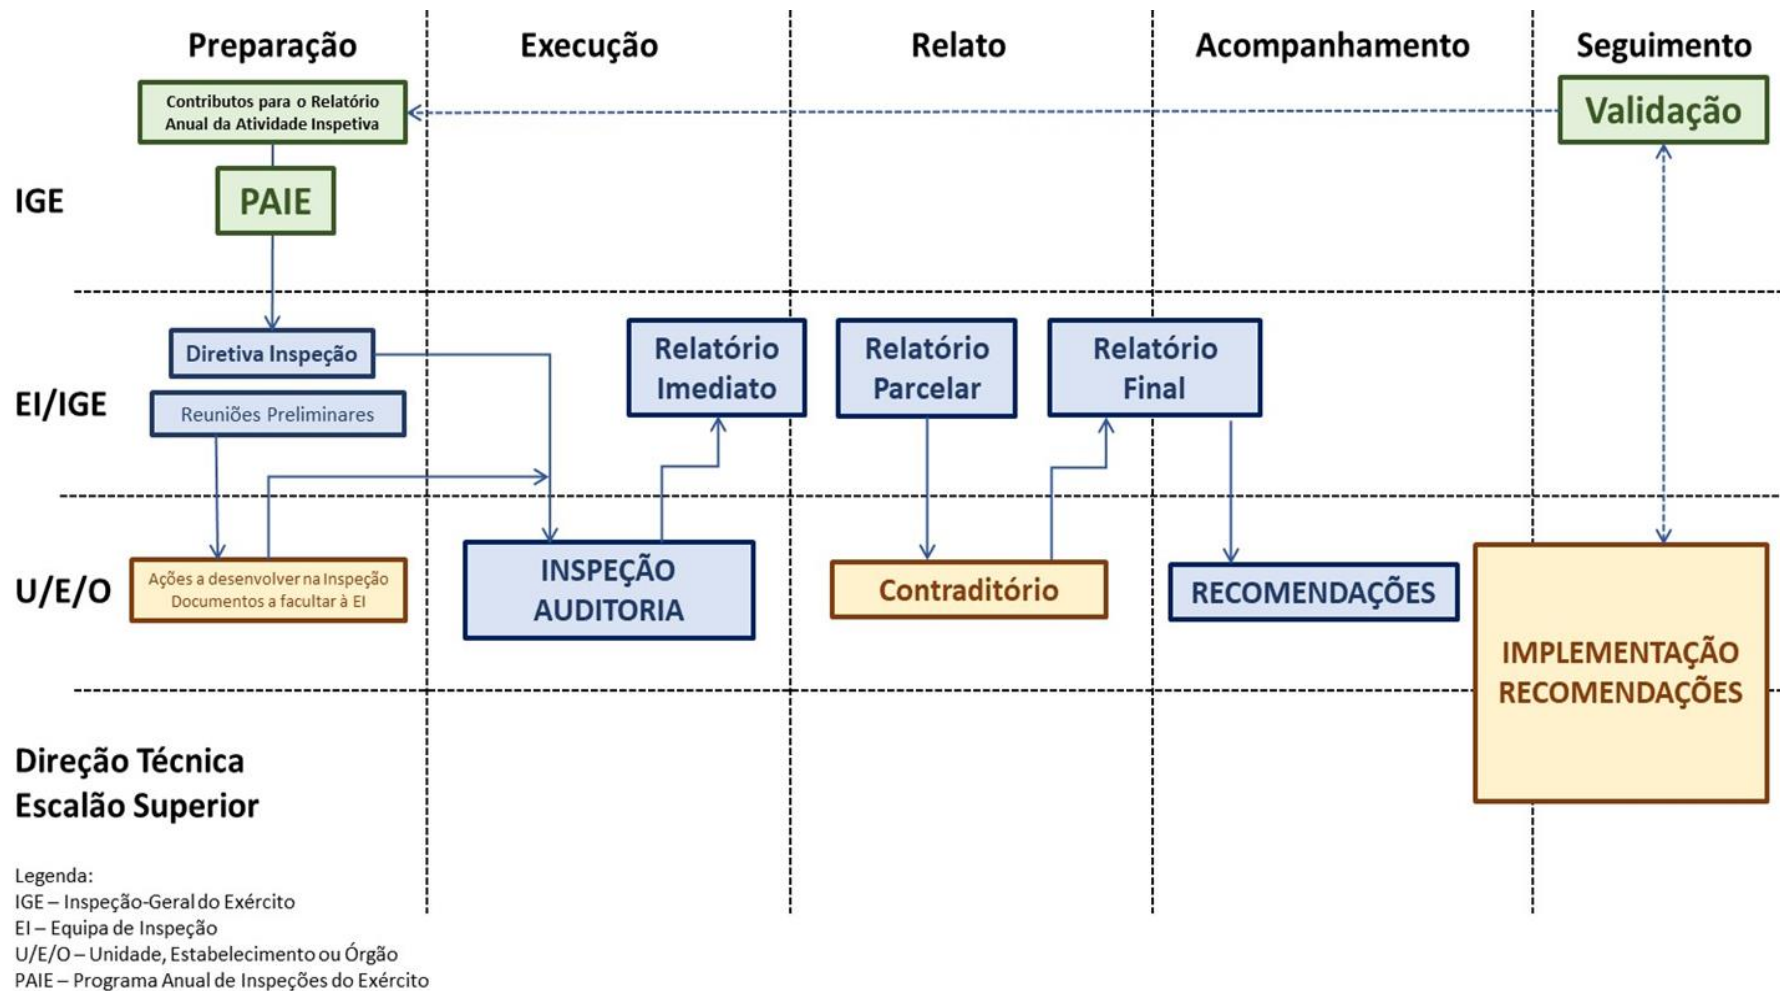 Preparação
Execução
Relato
Acompanhamento
Seguimento
Contributos para o Relatório
Anual da Atividade Inspetiva
Validação
IGE
PAIE
EI/IGE
Diretiva Inspeção
Reuniões Preliminares
Relatório
Imediato
Relatório
Parcelar
Relatório
Final
U/E/O
Ações a desenvolver na Inspeção
Documentos a facultar à EI
INSPEÇÃO
AUDITORIA
Contraditório
RECOMENDAÇÕES
IMPLEMENTAÇÃO
RECOMENDAÇÕES
Direção Técnica
Escalão Superior
Legenda:
IGE – Inspeção-Geral do Exército
EI – Equipa de Inspeção
U/E/O – Unidade, Estabelecimento ou Órgão
PAIE – Programa Anual de Inspeções do Exército